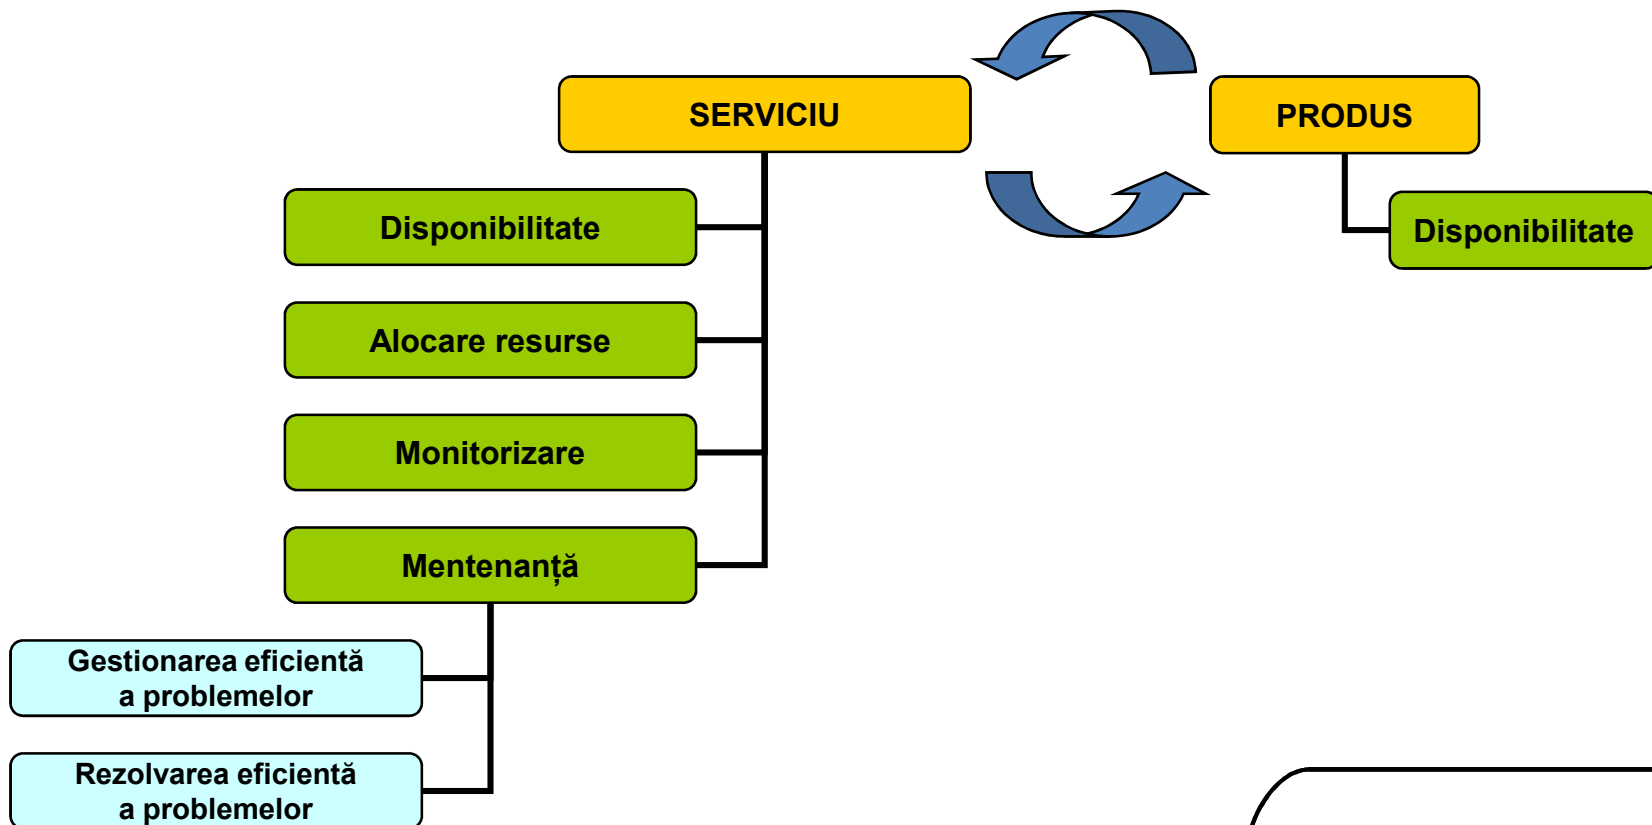 SERVICIU
PRODUS
Disponibilitate
Disponibilitate
Alocare resurse
Monitorizare
Mentenanță
Gestionarea eficientă
a problemelor
Rezolvarea eficientă
a problemelor